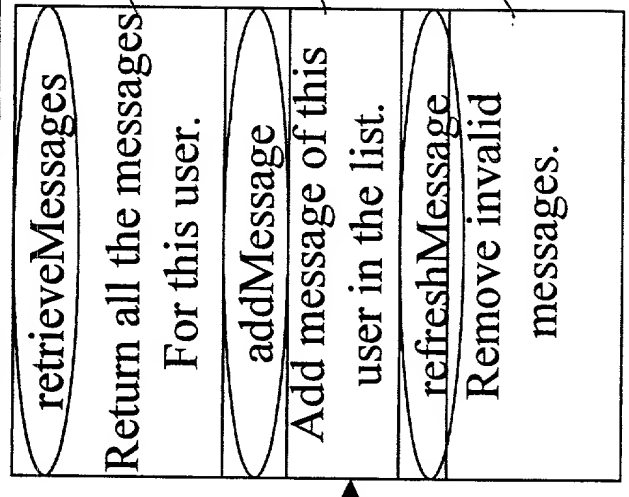 retrieveMessages
Return all the messages
For this user.
addMessage
Add message of this
user in the list.
refreshMessage
Remove invalid
messages.